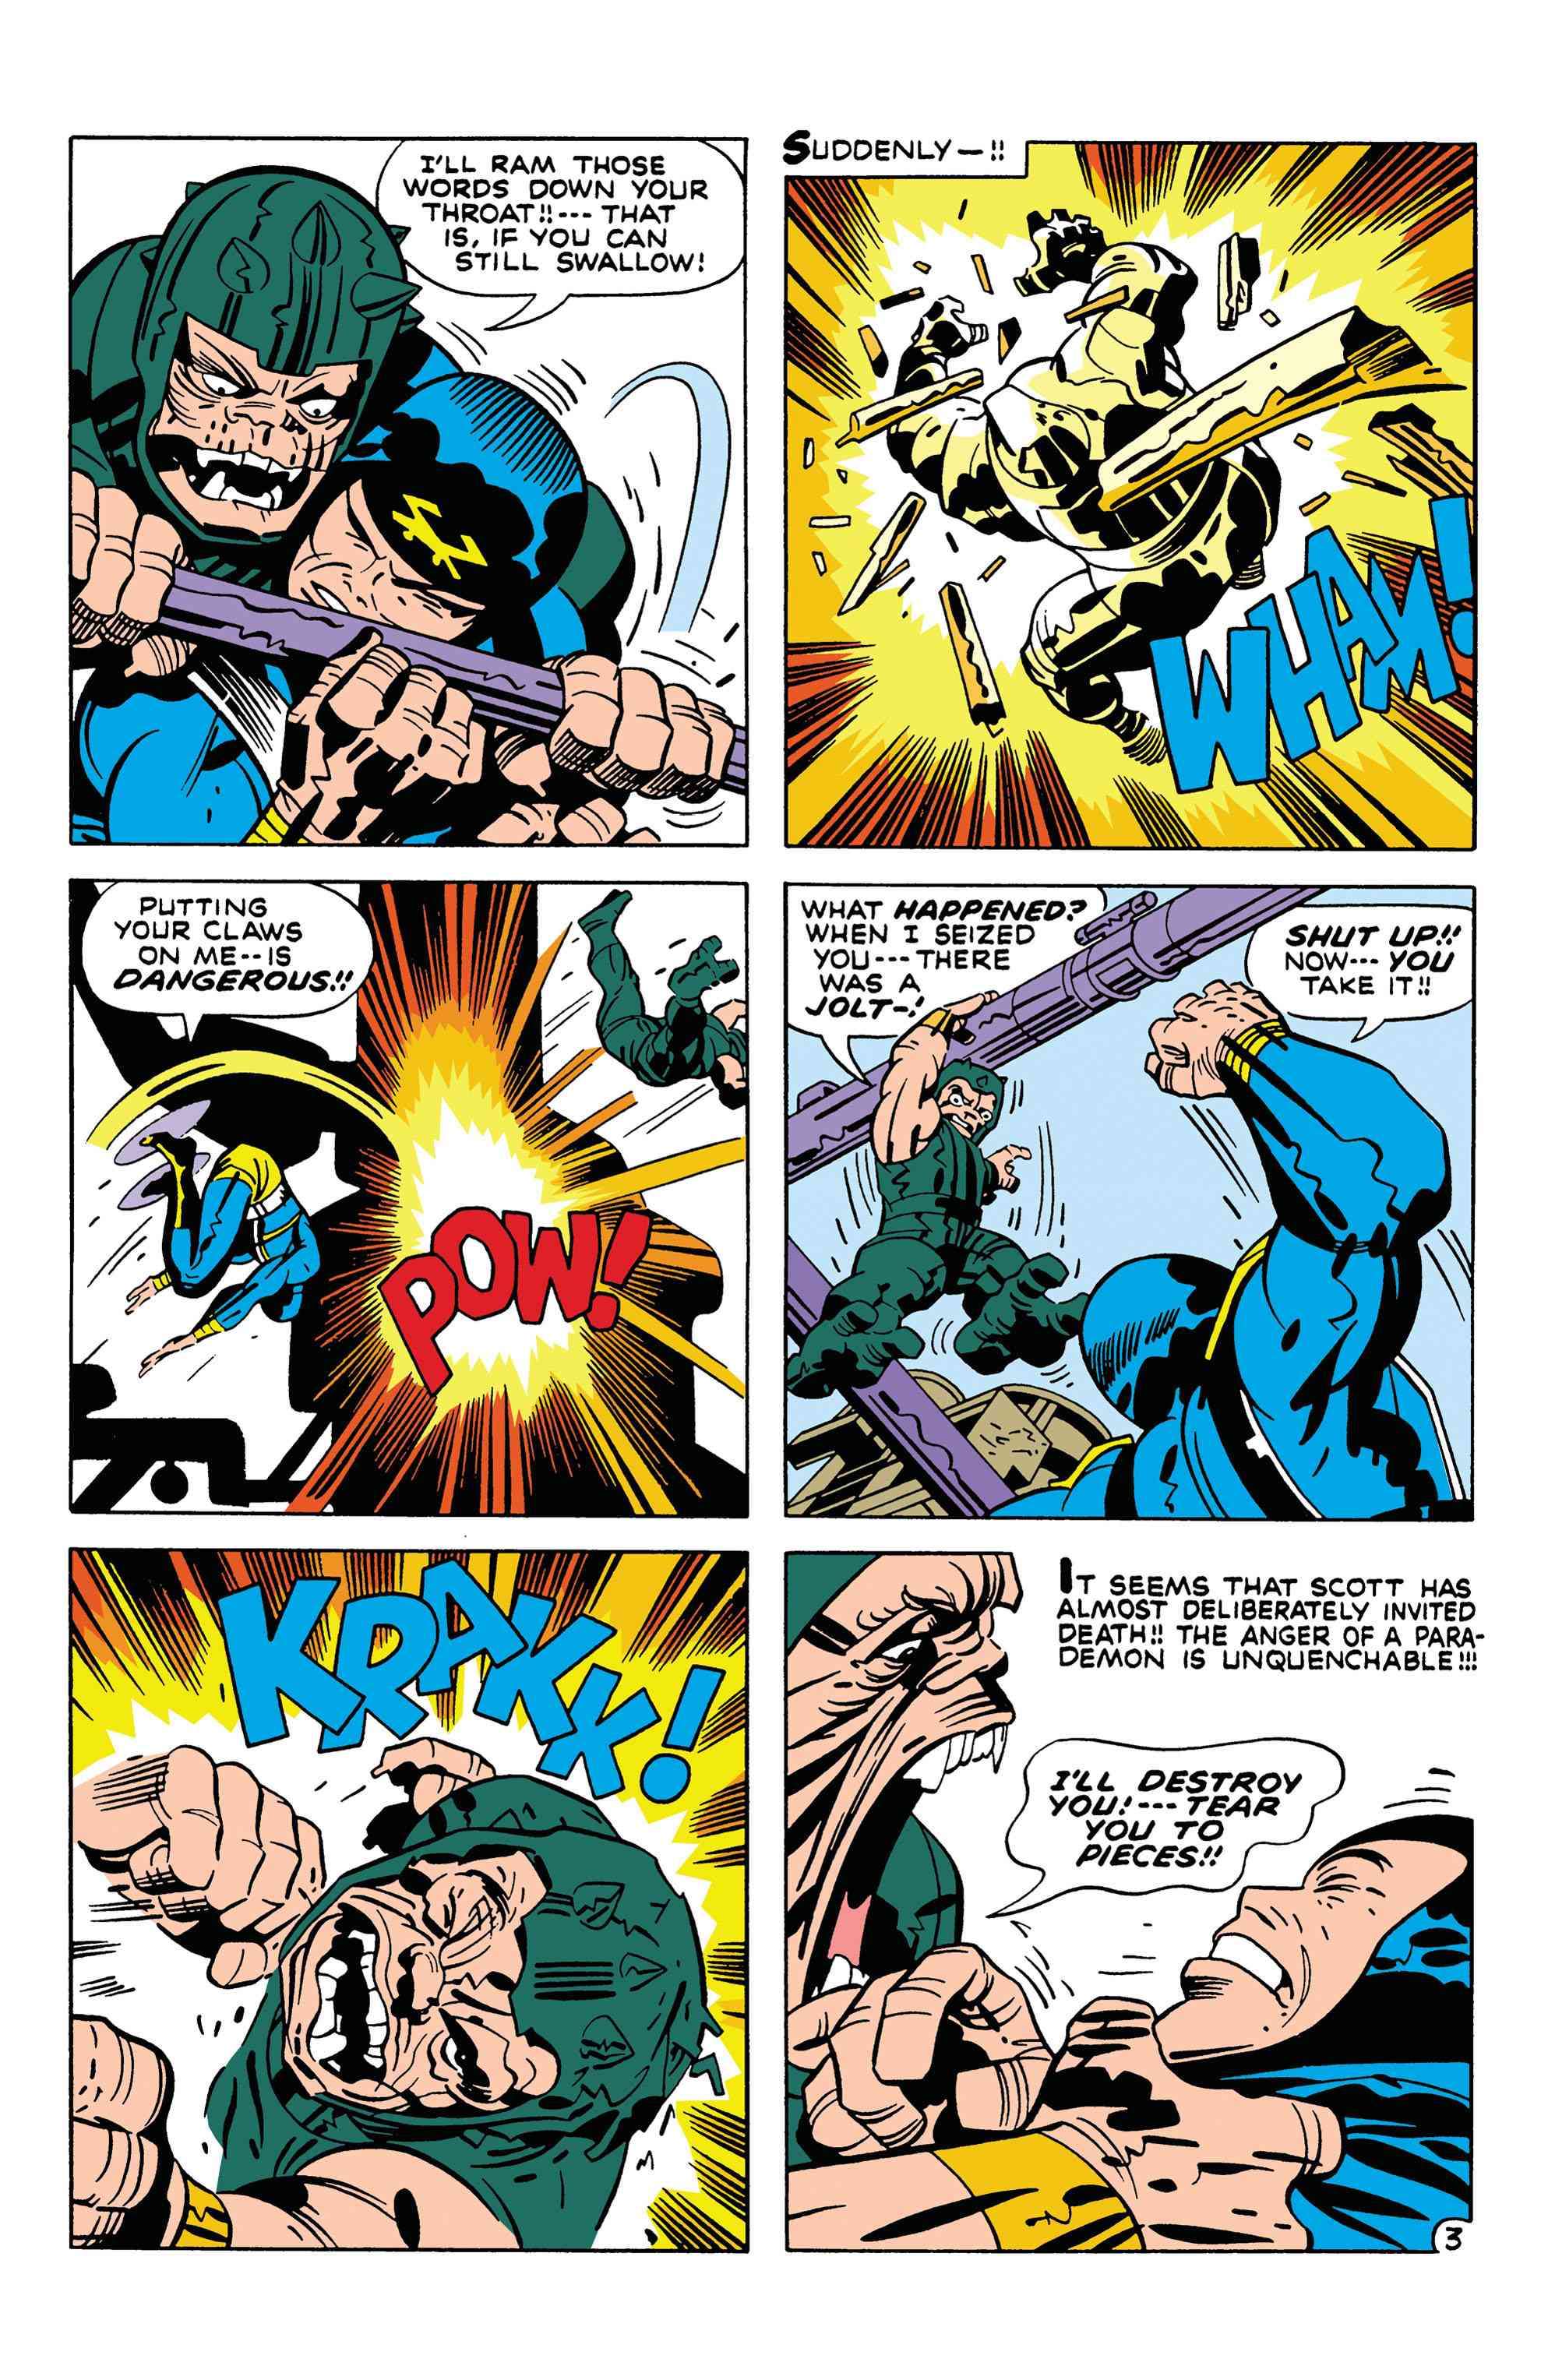 I'LL RAM THOSE
WORDS DOWN YOUR
THROAT!!--- THAT
IS, IF YOU CAN
STILL SWALLOW!
SUDDENLY—!!
WHAM!
PUTTING
YOUR CLAWS
ON ME--IS
DANGEROUS!!
POW!
WHAT HAPPENED?
WHEN I SEIZED
YOU---THERE
WAS A
JOLT-!
SHUT UP!!
NOW--- YOU
TAKE IT!!
KRAKK!
IT SEEMS THAT SCOTT HAS
ALMOST DELIBERATELY INVITED
DEATH!! THE ANGER OF A PARA-
DEMON IS UNQUENCHABLE!!!
I'LL DESTROY
YOU!---TEAR
YOU TO
PIECES!!
3